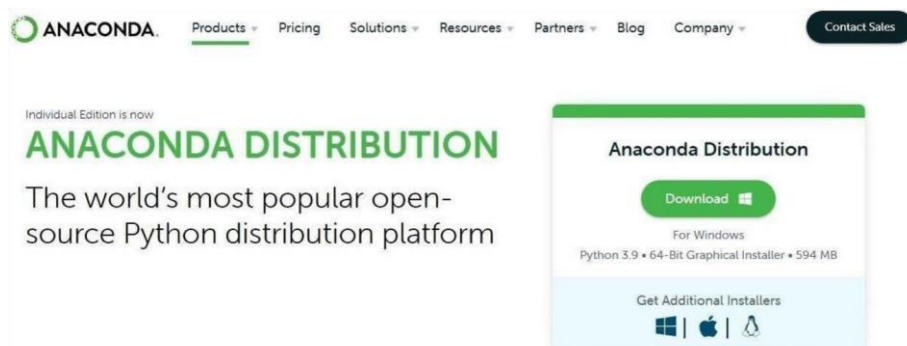 ANACONDA.
Products Pricing Solutions Resources Partners Blog Company Contact Sales
Individual Edition is now
ANACONDA DISTRIBUTION
The world's most popular open-
source Python distribution platform
Anaconda Distribution
Download
For Windows
Python 3.9 • 64-Bit Graphical Installer • 594 MB
Get Additional Installers